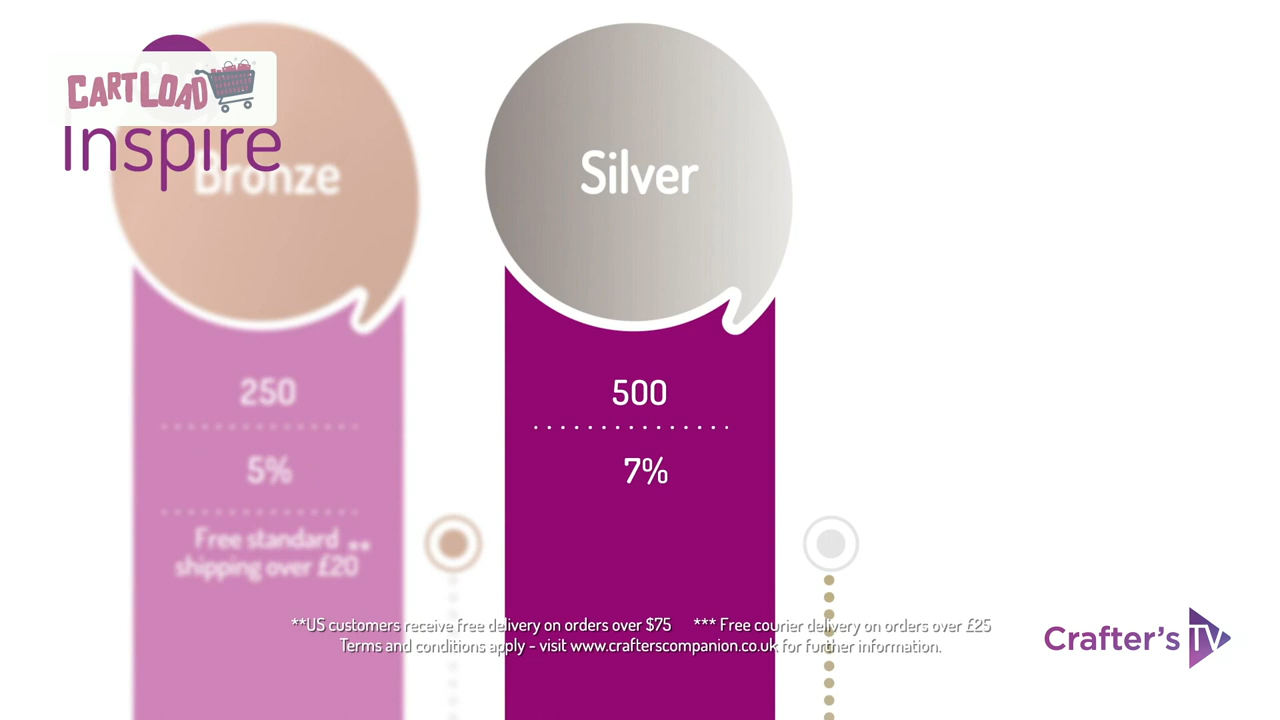 CARTLOAD
inspire
Bronze
Silver
250
500
5%
7%
Free standard **
shipping over £20
**US customers receive free delivery on orders over $75 *** Free courier delivery on orders over £25
Terms and conditions apply - visit www.crafterscompanion.co.uk for further information.
Crafter's TV